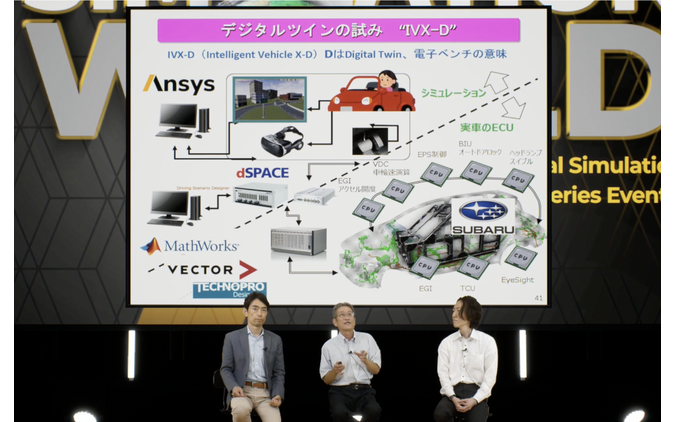 デジタルツインの試み “IVX-D”
IVX-D（Intelligent Vehicle X-D）DはDigital Twin、電子ベンチの意味
Ansys
シミュレーション
実車のECU
BIU
オートドアロック
ヘッドランプ
スイブル
EPS制御
VDC
車輪速演算
dSPACE
EGI
アクセル開度
CPU
CPU
CPU
CPU
CPU
Driving Scenario Designer
SUBARU
MathWorks
CPU
CPU
CPU
EyeSight
EGI
TCU
VECTOR
TECHNOPRO
Design
41
al Simulatio
eries Event